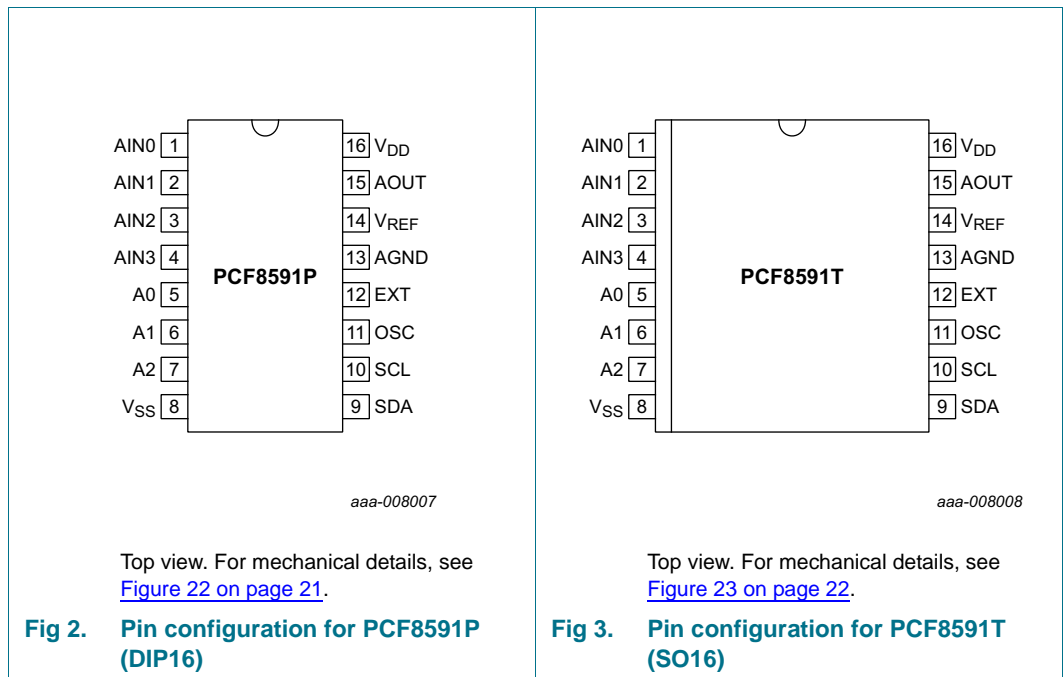 AIN0 1
AIN1 2
AIN2 3
AIN3 4
A0 5
A1 6
A2 7
VSS 8
PCF8591P
16 VDD
15 AOUT
14 VREF
13 AGND
12 EXT
11 OSC
10 SCL
9 SDA
aaa-008007
Top view. For mechanical details, see
Figure 22 on page 21.
Fig 2. Pin configuration for PCF8591P
(DIP16)
AIN0 1
AIN1 2
AIN2 3
AIN3 4
A0 5
A1 6
A2 7
VSS 8
PCF8591T
16 VDD
15 AOUT
14 VREF
13 AGND
12 EXT
11 OSC
10 SCL
9 SDA
aaa-008008
Top view. For mechanical details, see
Figure 23 on page 22.
Fig 3. Pin configuration for PCF8591T
(SO16)